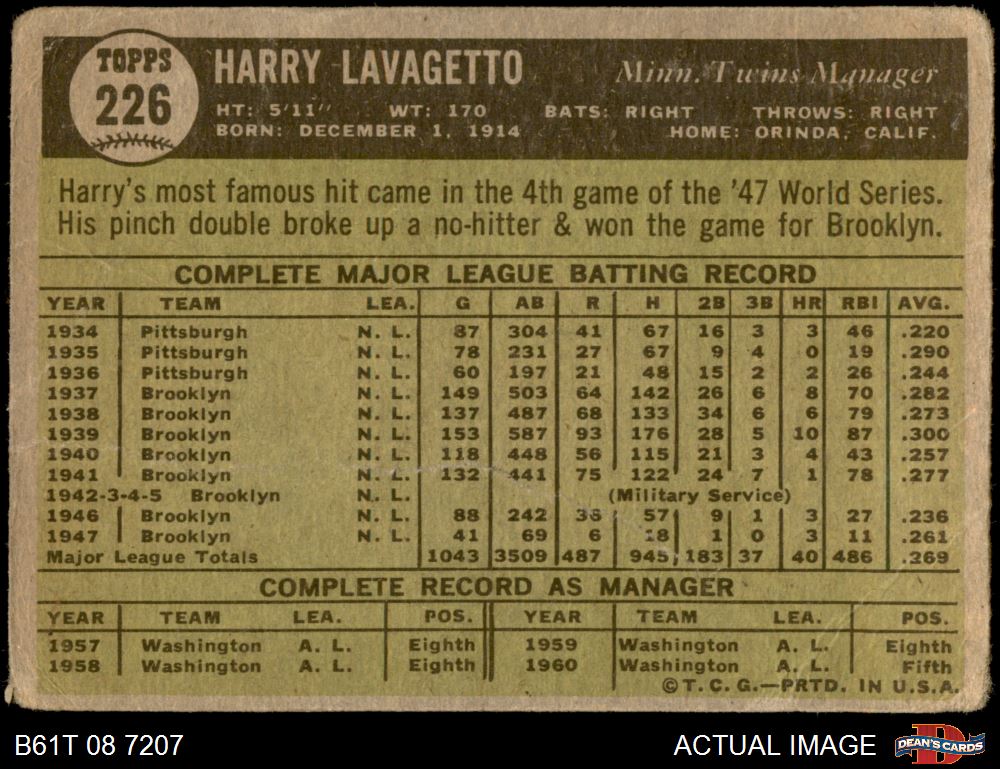 TOPPS
226
HARRY LAVAGETTO Minn. Twins Manager
HT: 5'11" WT: 170 BATS: RIGHT THROWS: RIGHT
BORN: DECEMBER 1, 1914 HOME: ORINDA, CALIF.
Harry's most famous hit came in the 4th game of the '47 World Series.
His pinch double broke up a no-hitter & won the game for Brooklyn.
COMPLETE MAJOR LEAGUE BATTING RECORD
YEAR TEAM LEA. G AB R H 2B 3B HR RBI AVG.
1934 Pittsburgh N. L. 87 304 41 67 16 3 3 46 .220
1935 Pittsburgh N. L. 78 231 27 67 9 4 0 19 .290
1936 Pittsburgh N. L. 60 197 21 48 15 2 2 26 .244
1937 Brooklyn N. L. 149 503 64 142 26 6 8 70 .282
1938 Brooklyn N. L. 137 487 68 133 34 6 6 79 .273
1939 Brooklyn N. L. 153 587 93 176 28 5 10 87 .300
1940 Brooklyn N. L. 118 448 56 115 21 3 4 43 .257
1941 Brooklyn N. L. 132 441 75 122 24 7 1 78 .277
1942-3-4-5 Brooklyn N. L. (Military Service)
1946 Brooklyn N. L. 88 242 36 57 9 1 3 27 .236
1947 Brooklyn N. L. 41 69 6 18 1 0 3 11 .261
Major League Totals 1043 3509 487 945 183 37 40 486 .269
COMPLETE RECORD AS MANAGER
YEAR TEAM LEA. POS. YEAR TEAM LEA. POS.
1957 Washington A. L. Eighth 1959 Washington A. L. Eighth
1958 Washington A. L. Eighth 1960 Washington A. L. Fifth
©T. C. G.—PRTD. IN U.S.A.
B61T 08 7207 ACTUAL IMAGE DEAN'S CARDS